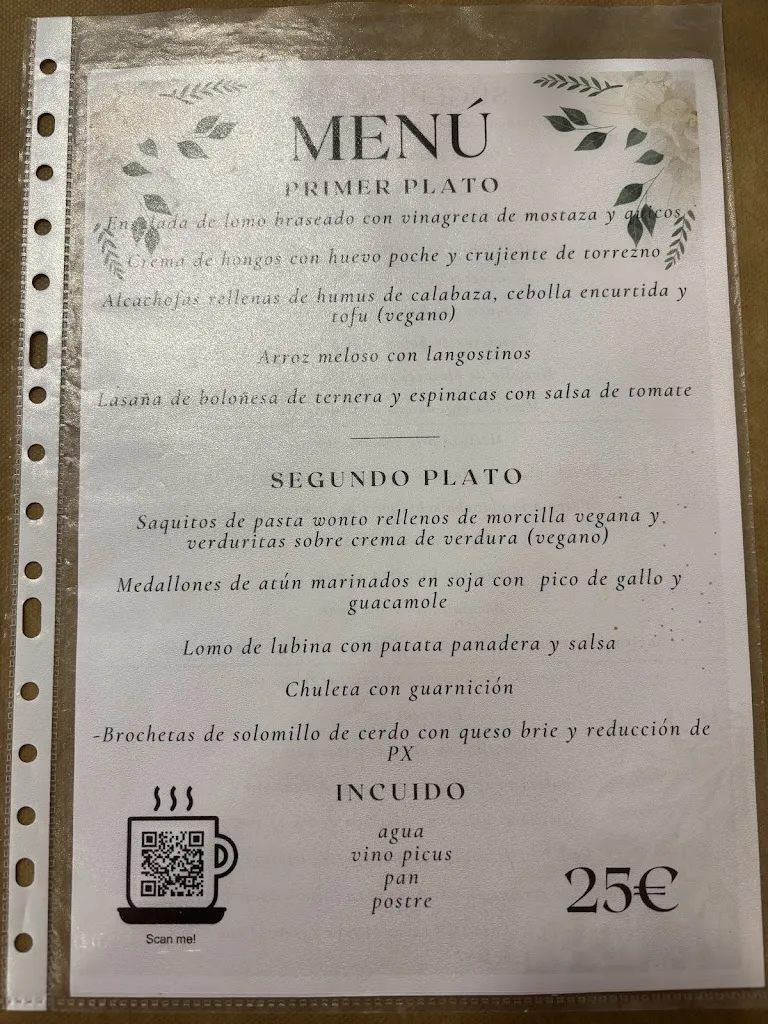 MENÚ
PRIMER PLATO
Ensalada de lomo braseado con vinagreta de mostaza y quicos
Crema de hongos con huevo poche y crujiente de torrezno
Alcachofas rellenas de humus de calabaza, cebolla encurtida y
tofu (vegano)
Arroz meloso con langostinos
Lasaña de boloñesa de ternera y espinacas con salsa de tomate
SEGUNDO PLATO
Saquitos de pasta wonto rellenos de morcilla vegana y
verduritas sobre crema de verdura (vegano)
Medallones de atún marinados en soja con pico de gallo y
guacamole
Lomo de lubina con patata panadera y salsa
Chuleta con guarnición
-Brochetas de solomillo de cerdo con queso brie y reducción de
PX
INCUIDO
agua
vino picus
pan
postre
25€
Scan me!